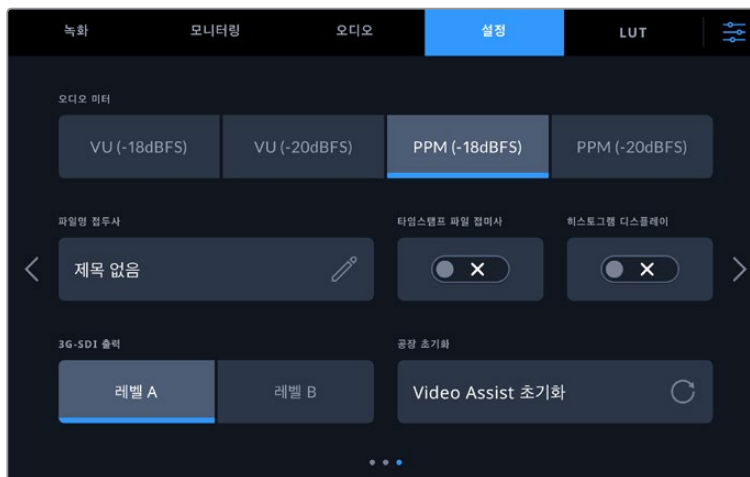 녹화 모니터링 오디오 설정 LUT
오디오 미터
VU (-18dBFS) VU (-20dBFS) PPM (-18dBFS) PPM (-20dBFS)
파일명 접두사 타임스탬프 파일 접미사 히스토그램 디스플레이
제목 없음
3G-SDI 출력 공장 초기화
레벨 A 레벨 B Video Assist 초기화